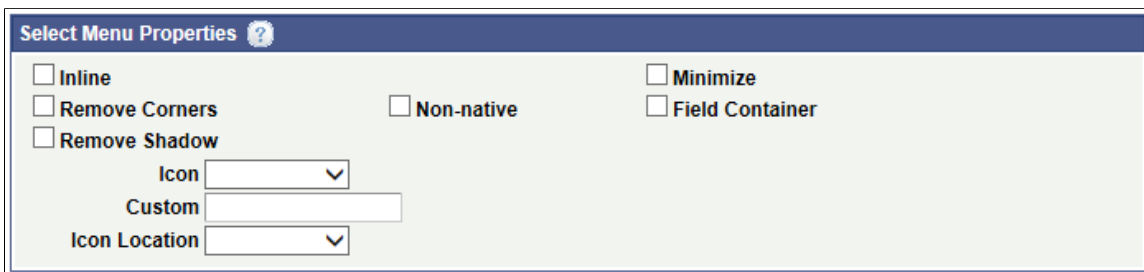 Select Menu Properties ?
Inline Minimize
Remove Corners Non-native Field Container
Remove Shadow
Icon
Custom
Icon Location